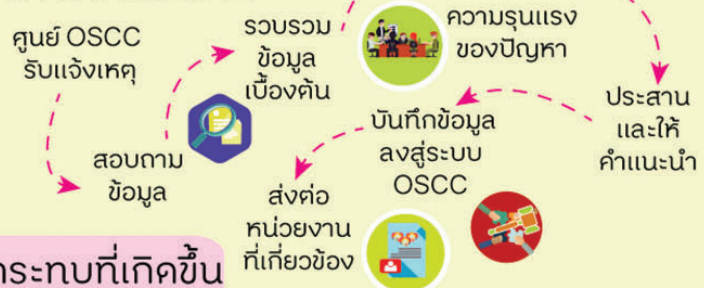 ศูนย์ OSCC
รับแจ้งเหตุ
สอบถาม
ข้อมูล
รวบรวม
ข้อมูล
เบื้องต้น
ความรุนแรง
ของปัญหา
ประสาน
และให้
คำแนะนำ
บันทึกข้อมูล
ลงสู่ระบบ
OSCC
ส่งต่อ
หน่วยงาน
ที่เกี่ยวข้อง
กระทบที่เกิดขึ้น